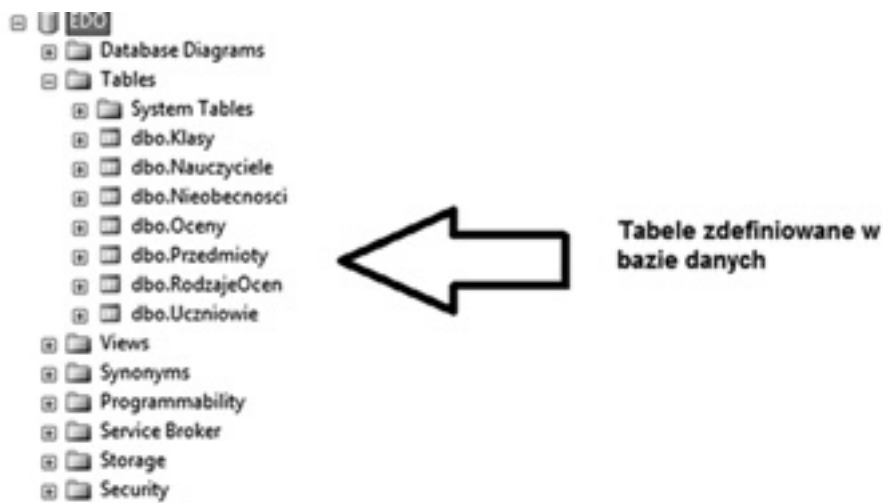 EDO
Database Diagrams
Tables
System Tables
dbo.Klasy
dbo.Nauczyciele
dbo.Nieobecnosci
dbo.Oceny
dbo.Przedmioty
dbo.RodzajeOcen
dbo.Uczniowie
Views
Synonyms
Programmability
Service Broker
Storage
Security
Tabele zdefiniowane w
bazie danych